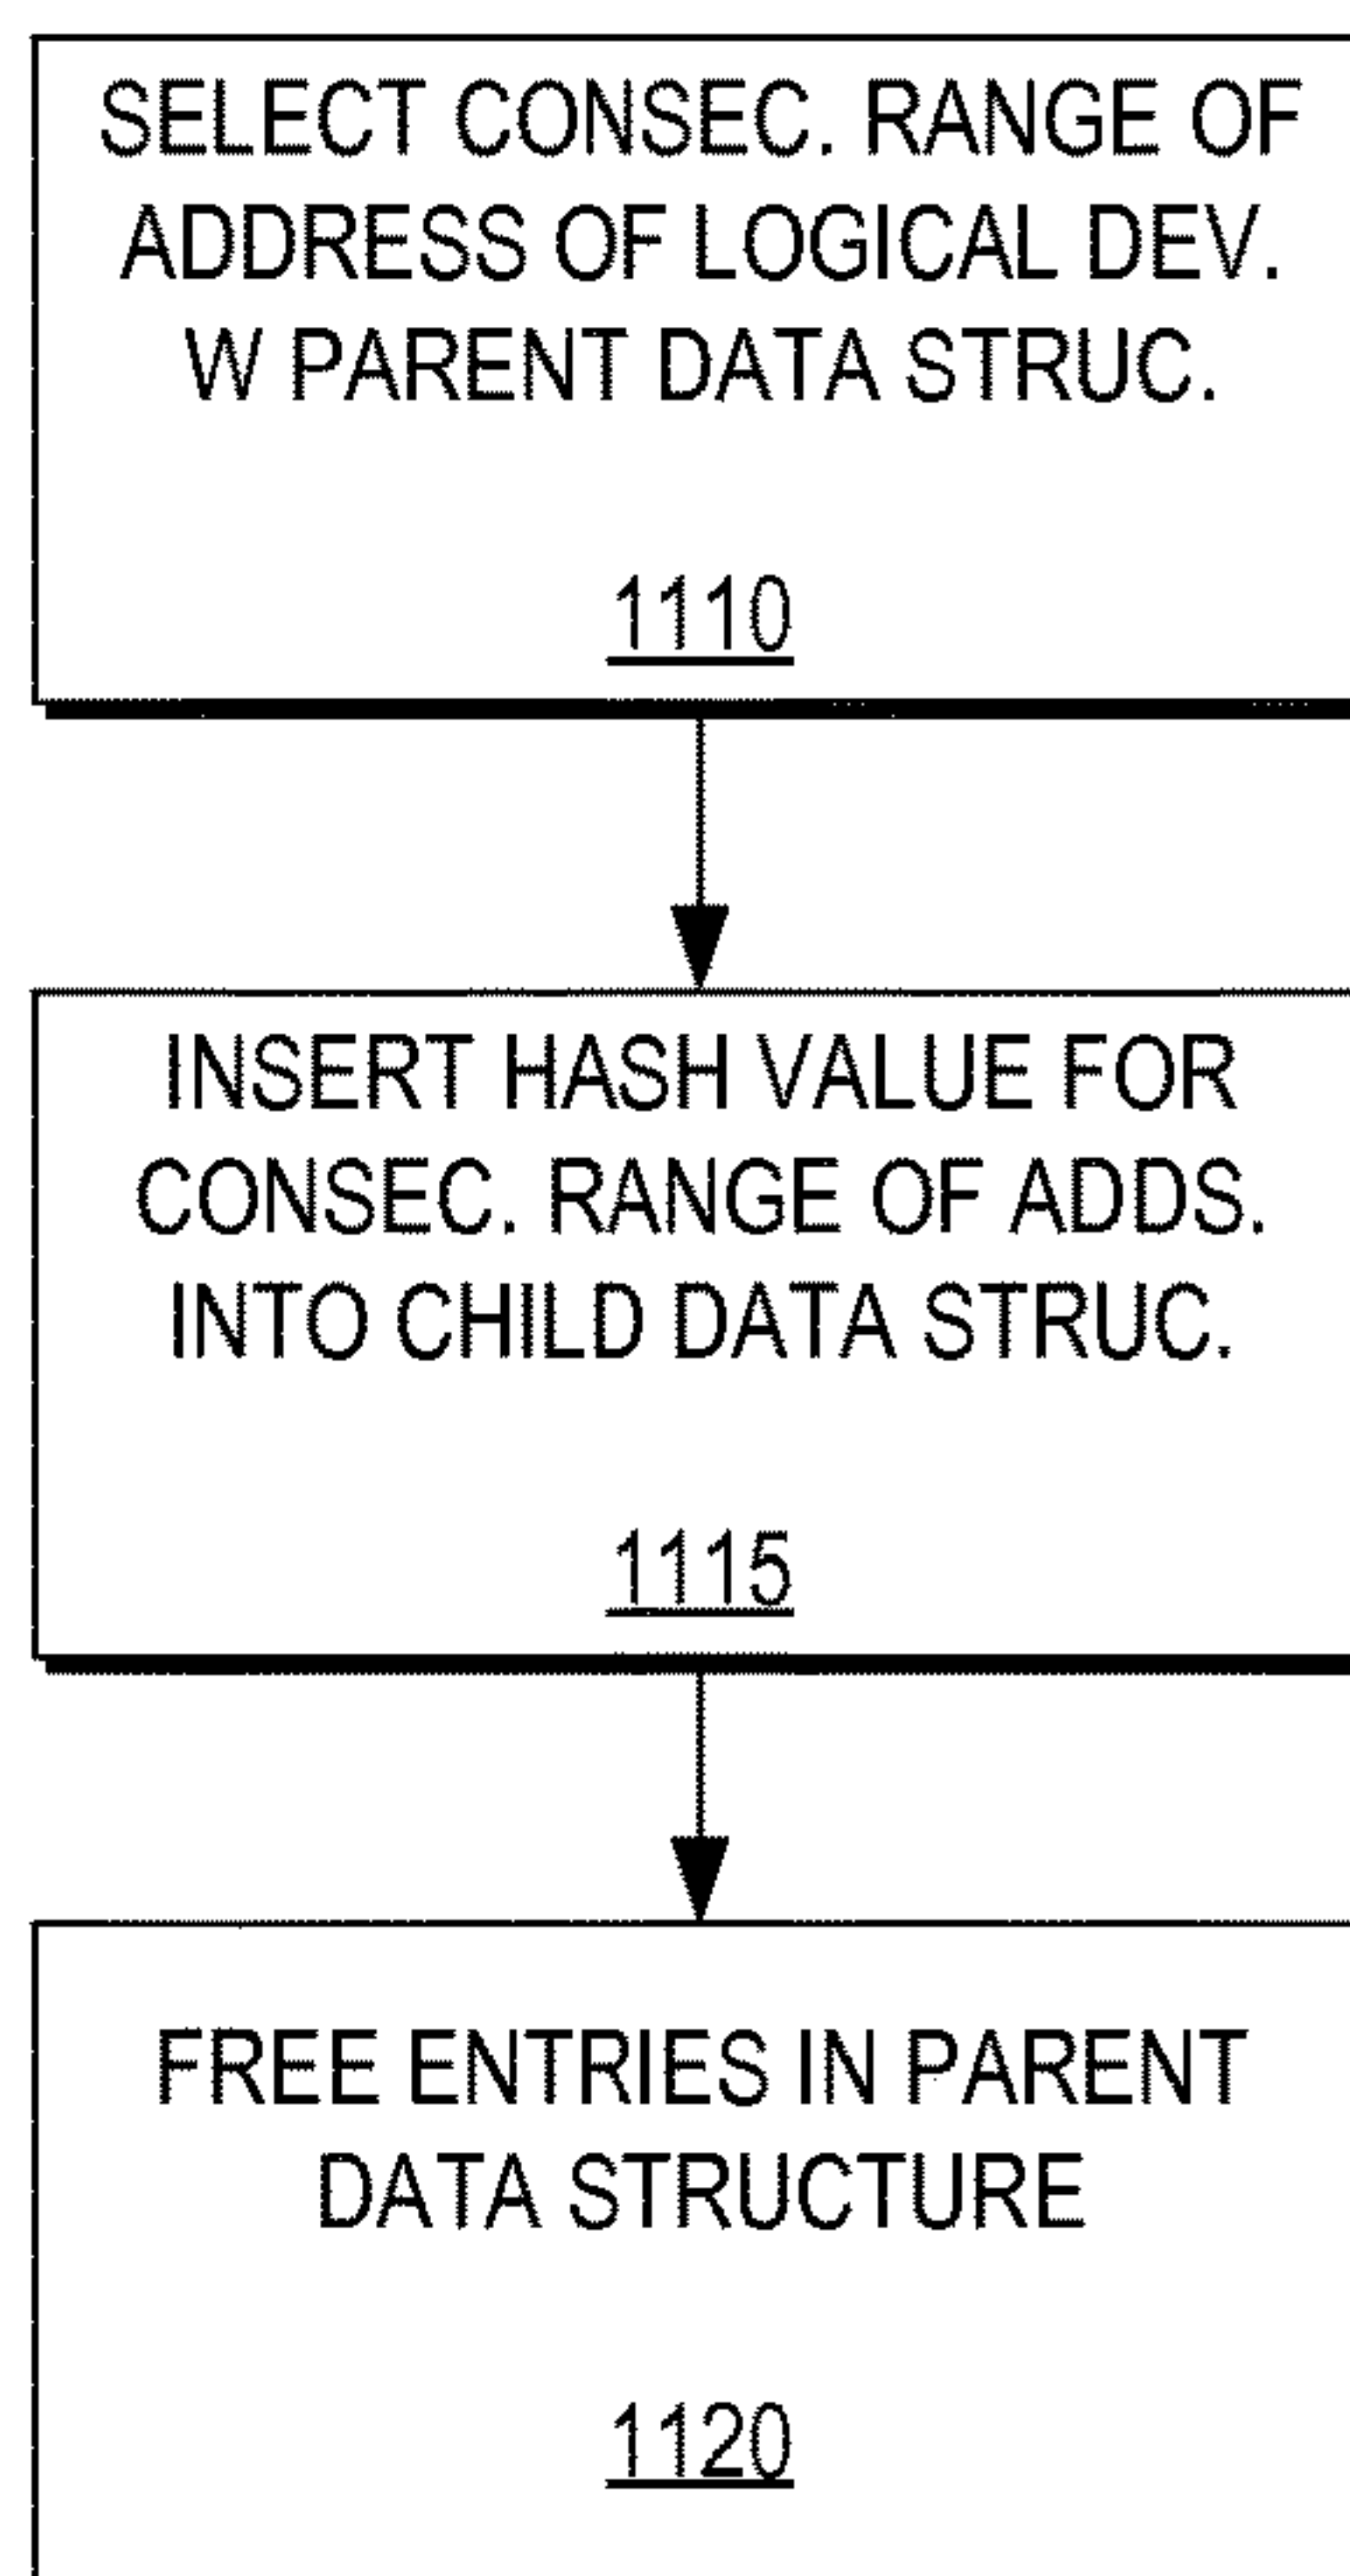 SELECT CONSEC. RANGE OF
ADDRESS OF LOGICAL DEV.
W PARENT DATA STRUC.
1110
INSERT HASH VALUE FOR
CONSEC. RANGE OF ADDS.
INTO CHILD DATA STRUC.
1115
FREE ENTRIES IN PARENT
DATA STRUCTURE
1120